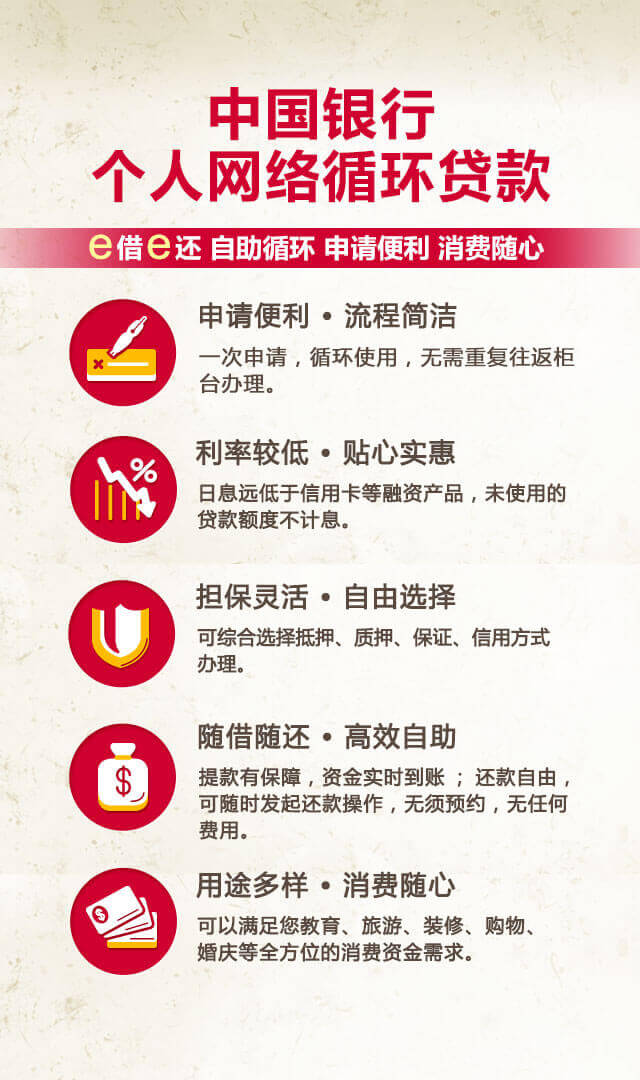 中国银行
个人网络循环贷款
e借e还 自助循环 申请便利 消费随心
申请便利 • 流程简洁
一次申请，循环使用，无需重复往返柜
台办理。
利率较低 • 贴心实惠
日息远低于信用卡等融资产品，未使用的
贷款额度不计息。
担保灵活 • 自由选择
可综合选择抵押、质押、保证、信用方式
办理。
随借随还 • 高效自助
提款有保障，资金实时到账 ；还款自由，
可随时发起还款操作，无须预约，无任何
费用。
用途多样 • 消费随心
可以满足您教育、旅游、装修、购物、
婚庆等全方位的消费资金需求。